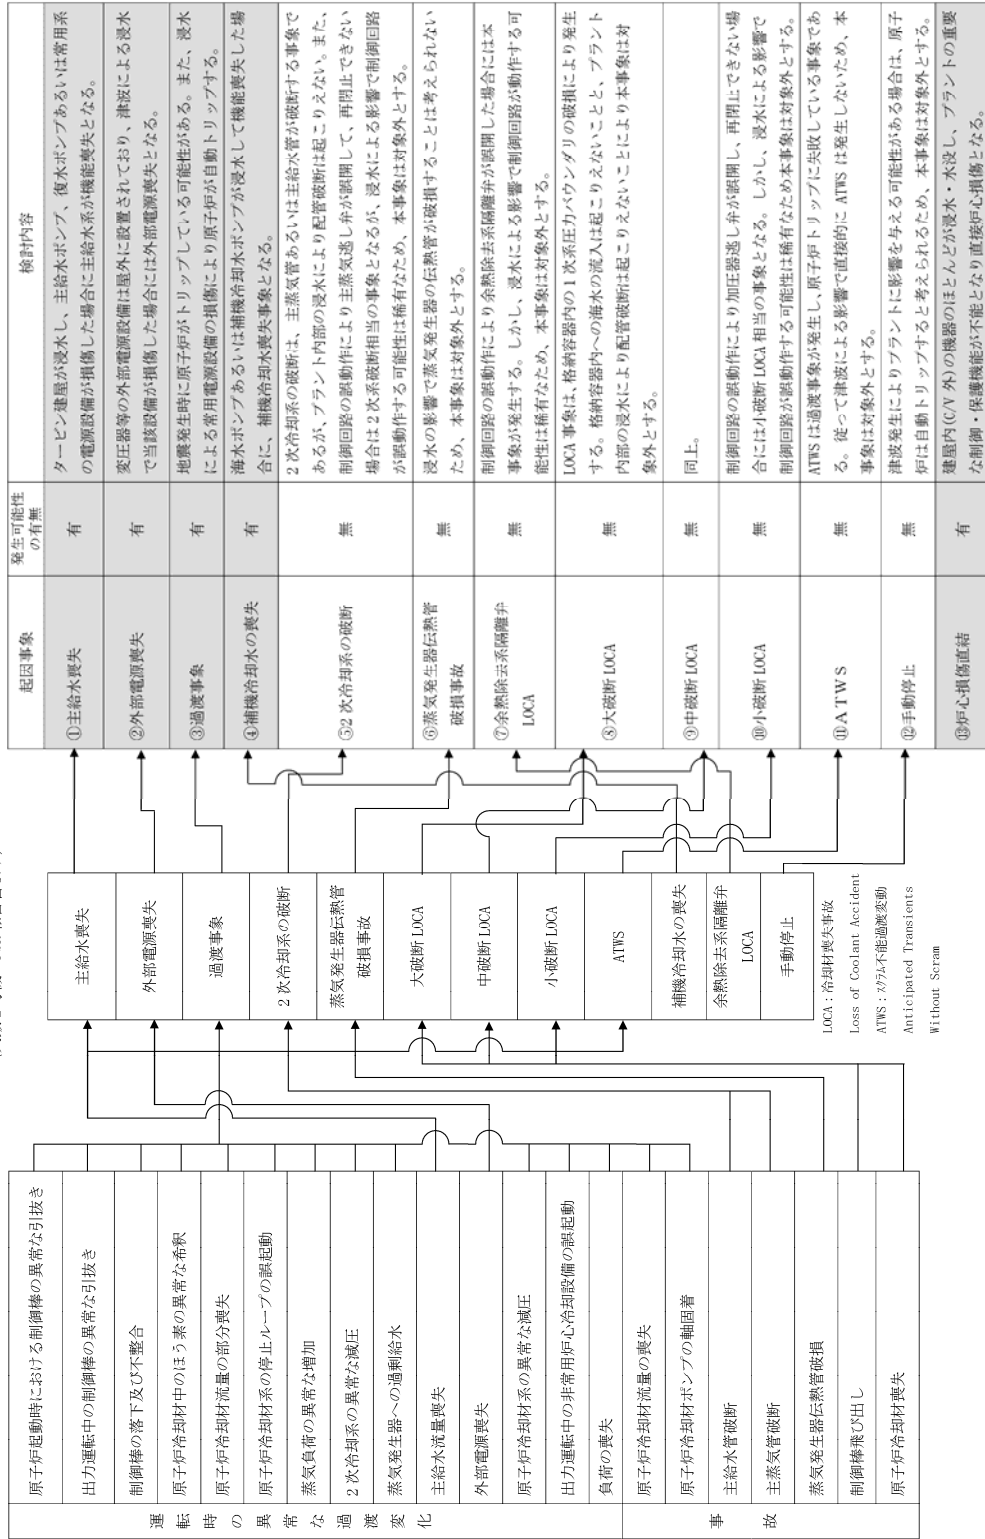 運転時の異常な過渡変化
原子炉起動時における制御棒の異常な引抜き
出力運転中の制御棒の異常な引抜き
制御棒の落下及び不整合
原子炉冷却材中のほう素の異常な希釈
原子炉冷却材流量の部分喪失
原子炉冷却材系の停止ループの誤起動
蒸気負荷の異常な増加
2次冷却系の異常な減圧
蒸気発生器への過剰給水
主給水流量喪失
外部電源喪失
原子炉冷却材系の異常な減圧
出力運転中の非常用炉心冷却設備の誤起動
負荷の喪失
事故
原子炉冷却材流量の喪失
原子炉冷却材ポンプの軸固着
主給水管破断
主蒸気管破断
蒸気発生器伝熱管破損
制御棒飛び出し
原子炉冷却材喪失
主給水喪失
外部電源喪失
過渡事象
2次冷却系の破断
蒸気発生器伝熱管
破損事故
大破断 LOCA
中破断 LOCA
小破断 LOCA
ATWS
補機冷却水の喪失
余熱除去系隔離弁
LOCA
手動停止
LOCA：冷却材喪失事故
Loss of Coolant Accident
ATWS：スクラム不能過渡変動
Anticipated Transients
Without Scram
起因事象
発生可能性
の有無
検討内容
①主給水喪失
有
タービン建屋が浸水し、主給水ポンプ、復水ポンプあるいは常用系
の電源設備が損傷した場合に主給水系が機能喪失となる。
②外部電源喪失
有
変圧器等の外部電源設備は屋外に設置されており、津波による浸水
で当該設備が損傷した場合には外部電源喪失となる。
③過渡事象
有
地震発生時に原子炉がトリップしている可能性がある。また、浸水
による常用電源設備の損傷により原子炉が自動トリップする。
④補機冷却水の喪失
有
海水ポンプあるいは補機冷却水ポンプが浸水して機能喪失した場
合に、補機冷却水喪失事象となる。
⑤2 次冷却系の破断
無
2 次冷却系の破断は、主蒸気管あるいは主給水管が破断する事象で
あるが、プラント内部の浸水により配管破断は起こりえない。また、
制御回路の誤動作により主蒸気逃し弁が誤開して、再閉止できない
場合は 2 次系破断相当の事象となるが、浸水による影響で制御回路
が誤動作する可能性は稀有なため、本事象は対象外とする。
⑥蒸気発生器伝熱管
破損事故
無
浸水の影響で蒸気発生器の伝熱管が破損することは考えられない
ため、本事象は対象外とする。
⑦余熱除去系隔離弁
LOCA
無
制御回路の誤動作により余熱除去系隔離弁が誤開した場合には本
事象が発生する。しかし、浸水による影響で制御回路が動作する可
能性は稀有なため、本事象は対象外とする。
⑧大破断 LOCA
無
LOCA 事象は、格納容器内の 1 次系圧力バウンダリの破損により発生
する。格納容器内への海水の流入は起こりえないことと、プラント
内部の浸水により配管破断は起こりえないことにより本事象は対
象外とする。
⑨中破断 LOCA
無
同上。
⑩小破断 LOCA
無
制御回路の誤動作により加圧器逃し弁が誤開し、再閉止できない場
合には小破断 LOCA 相当の事象となる。しかし、浸水による影響で
制御回路が誤動作する可能性は稀有なため本事象は対象外とする。
⑪ATWS
無
ATWS は過渡事象が発生し、原子炉トリップに失敗している事象であ
る。従って津波による影響で直接的に ATWS は発生しないため、本
事象は対象外とする。
⑫手動停止
無
津波発生によりプラントに影響を与える可能性がある場合は、原子
炉は自動トリップすると考えられるため、本事象は対象外とする。
⑬炉心損傷直結
有
建屋内(C/V 外)の機器のほとんどが浸水・水没し、プラントの重要
な制御・保護機能が不能となり直接炉心損傷となる。